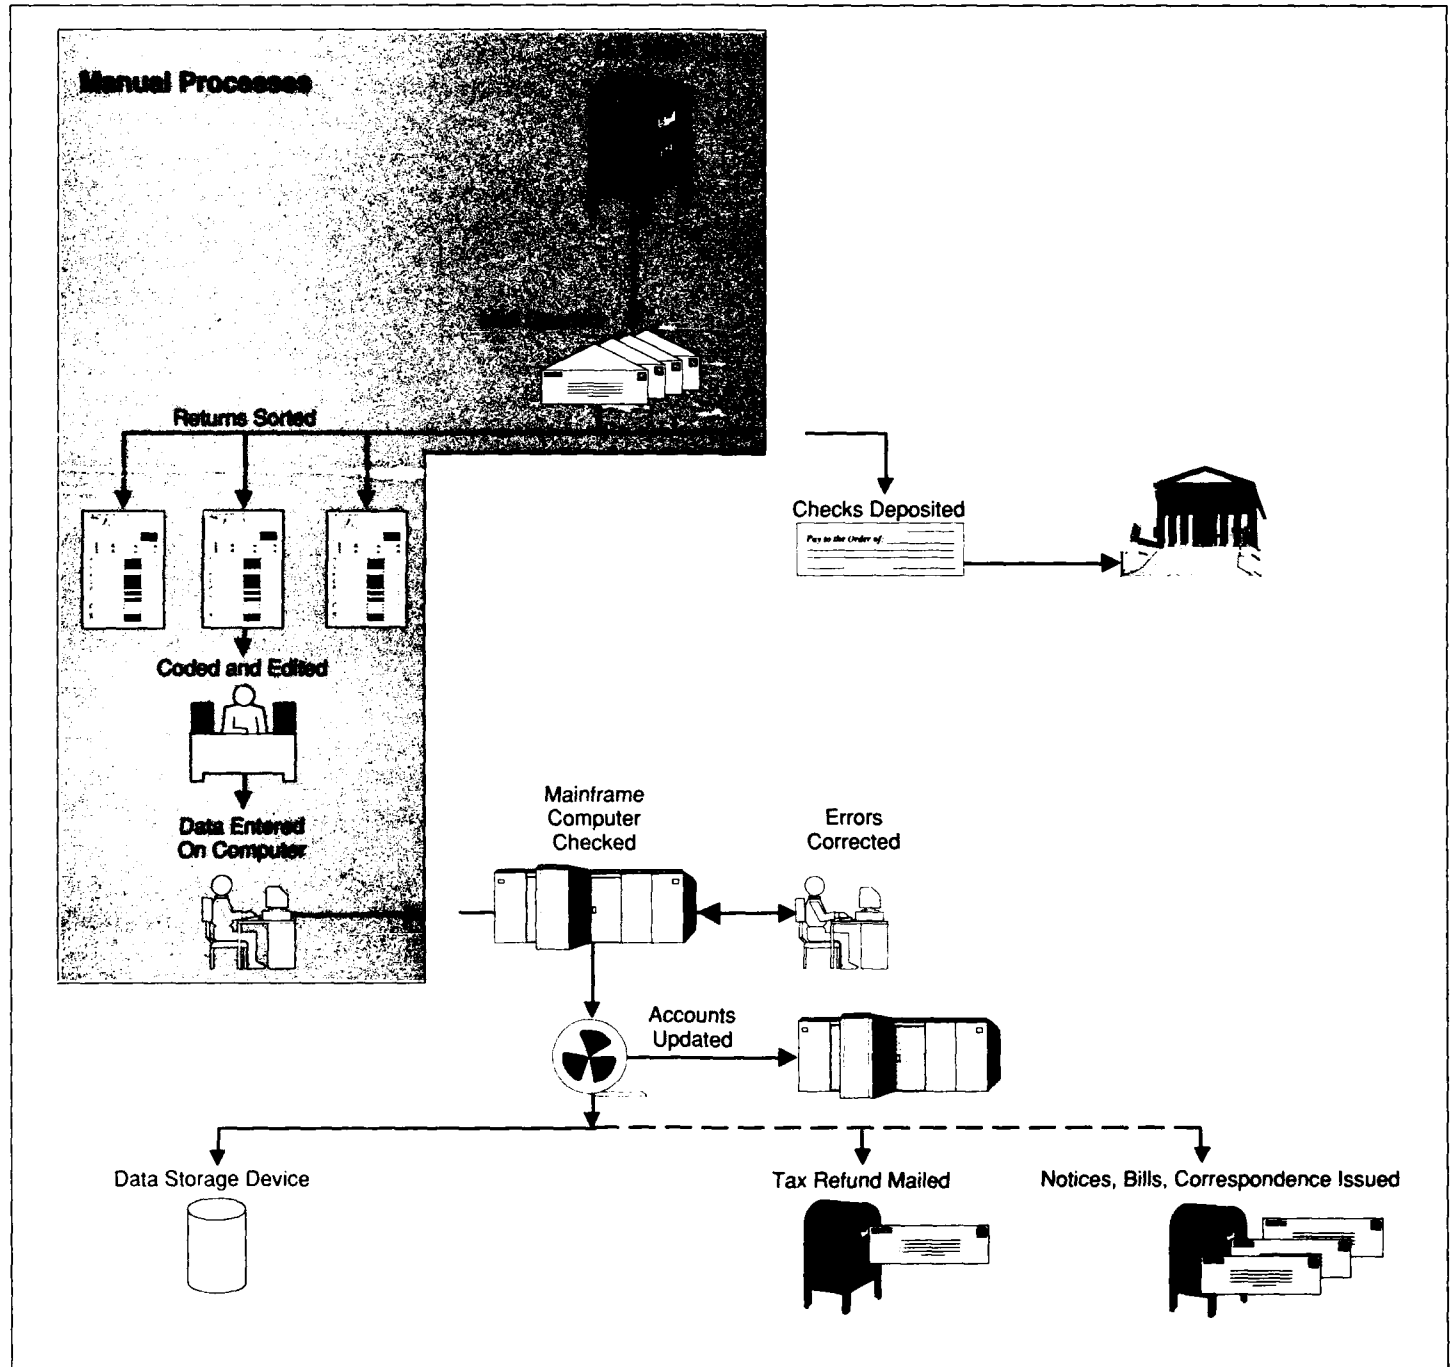 Manual Processes
Returns Sorted
Checks Deposited
Pay to the Order of:
Coded and Edited
Data Entered
On Computer
Mainframe
Computer
Checked
Errors
Corrected
Accounts
Updated
Data Storage Device
Tax Refund Mailed
Notices, Bills, Correspondence Issued